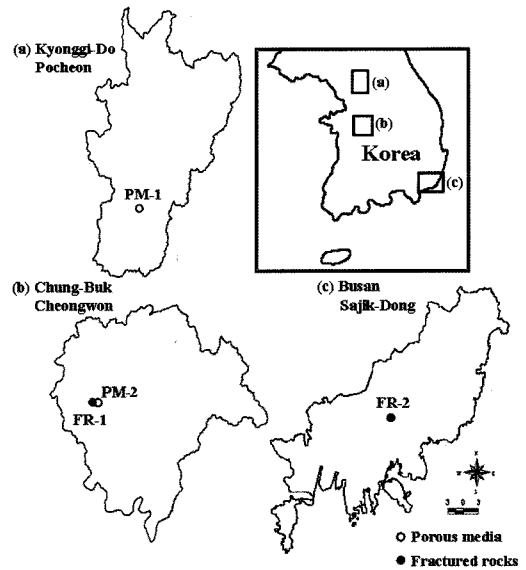 (a) Kyonggi-Do
Pocheon
PM-1
(a)
(b)
Korea
(c)
(b) Chung-Buk
Cheongwon
PM-2
FR-1
(c) Busan
Sajik-Dong
FR-2
Porous media
Fractured rocks